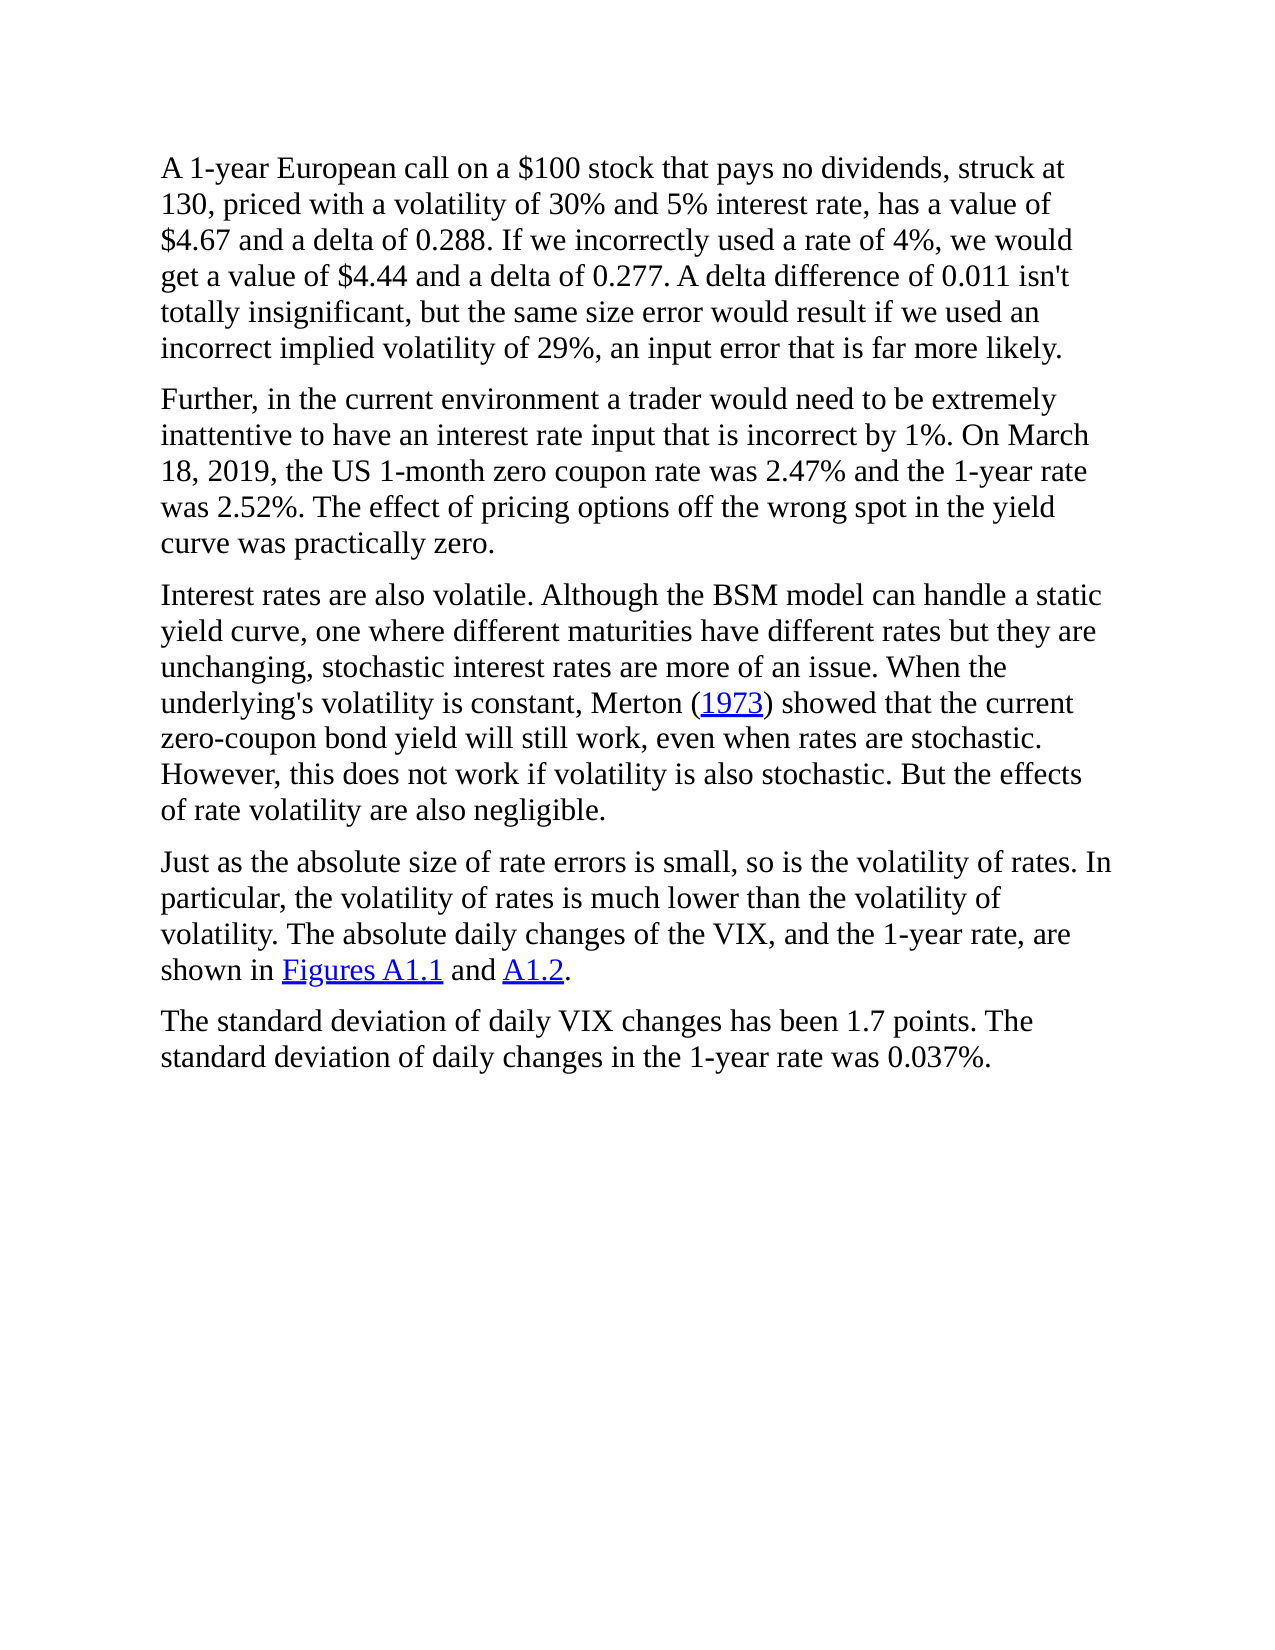 A 1-year European call on a $100 stock that pays no dividends, struck at
130, priced with a volatility of 30% and 5% interest rate, has a value of
$4.67 and a delta of 0.288. If we incorrectly used a rate of 4%, we would
get a value of $4.44 and a delta of 0.277. A delta difference of 0.011 isn't
totally insignificant, but the same size error would result if we used an
incorrect implied volatility of 29%, an input error that is far more likely.
Further, in the current environment a trader would need to be extremely
inattentive to have an interest rate input that is incorrect by 1%. On March
18, 2019, the US 1-month zero coupon rate was 2.47% and the 1-year rate
was 2.52%. The effect of pricing options off the wrong spot in the yield
curve was practically zero.
Interest rates are also volatile. Although the BSM model can handle a static
yield curve, one where different maturities have different rates but they are
unchanging, stochastic interest rates are more of an issue. When the
underlying's volatility is constant, Merton (1973) showed that the current
zero-coupon bond yield will still work, even when rates are stochastic.
However, this does not work if volatility is also stochastic. But the effects
of rate volatility are also negligible.
Just as the absolute size of rate errors is small, so is the volatility of rates. In
particular, the volatility of rates is much lower than the volatility of
volatility. The absolute daily changes of the VIX, and the 1-year rate, are
shown in Figures A1.1 and A1.2.
The standard deviation of daily VIX changes has been 1.7 points. The
standard deviation of daily changes in the 1-year rate was 0.037%.